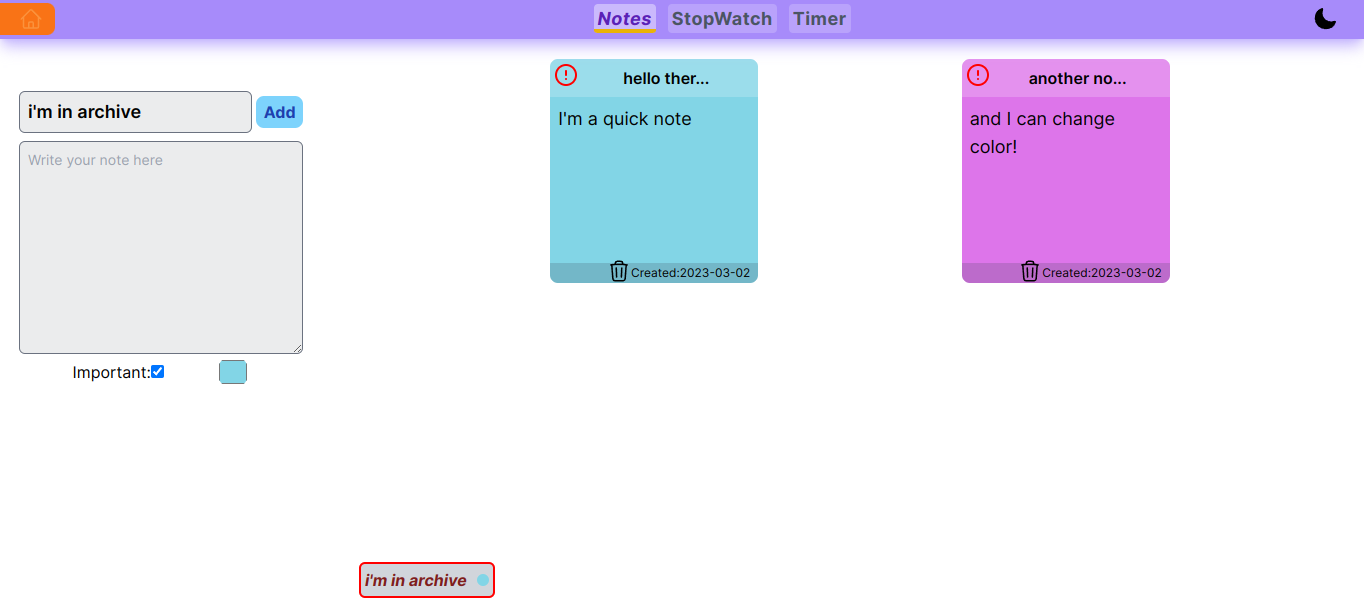 Notes StopWatch Timer
i'm in archive Add
Write your note here
Important:
hello ther...
I'm a quick note
Created:2023-03-02
another no...
and I can change
color!
Created:2023-03-02
i'm in archive